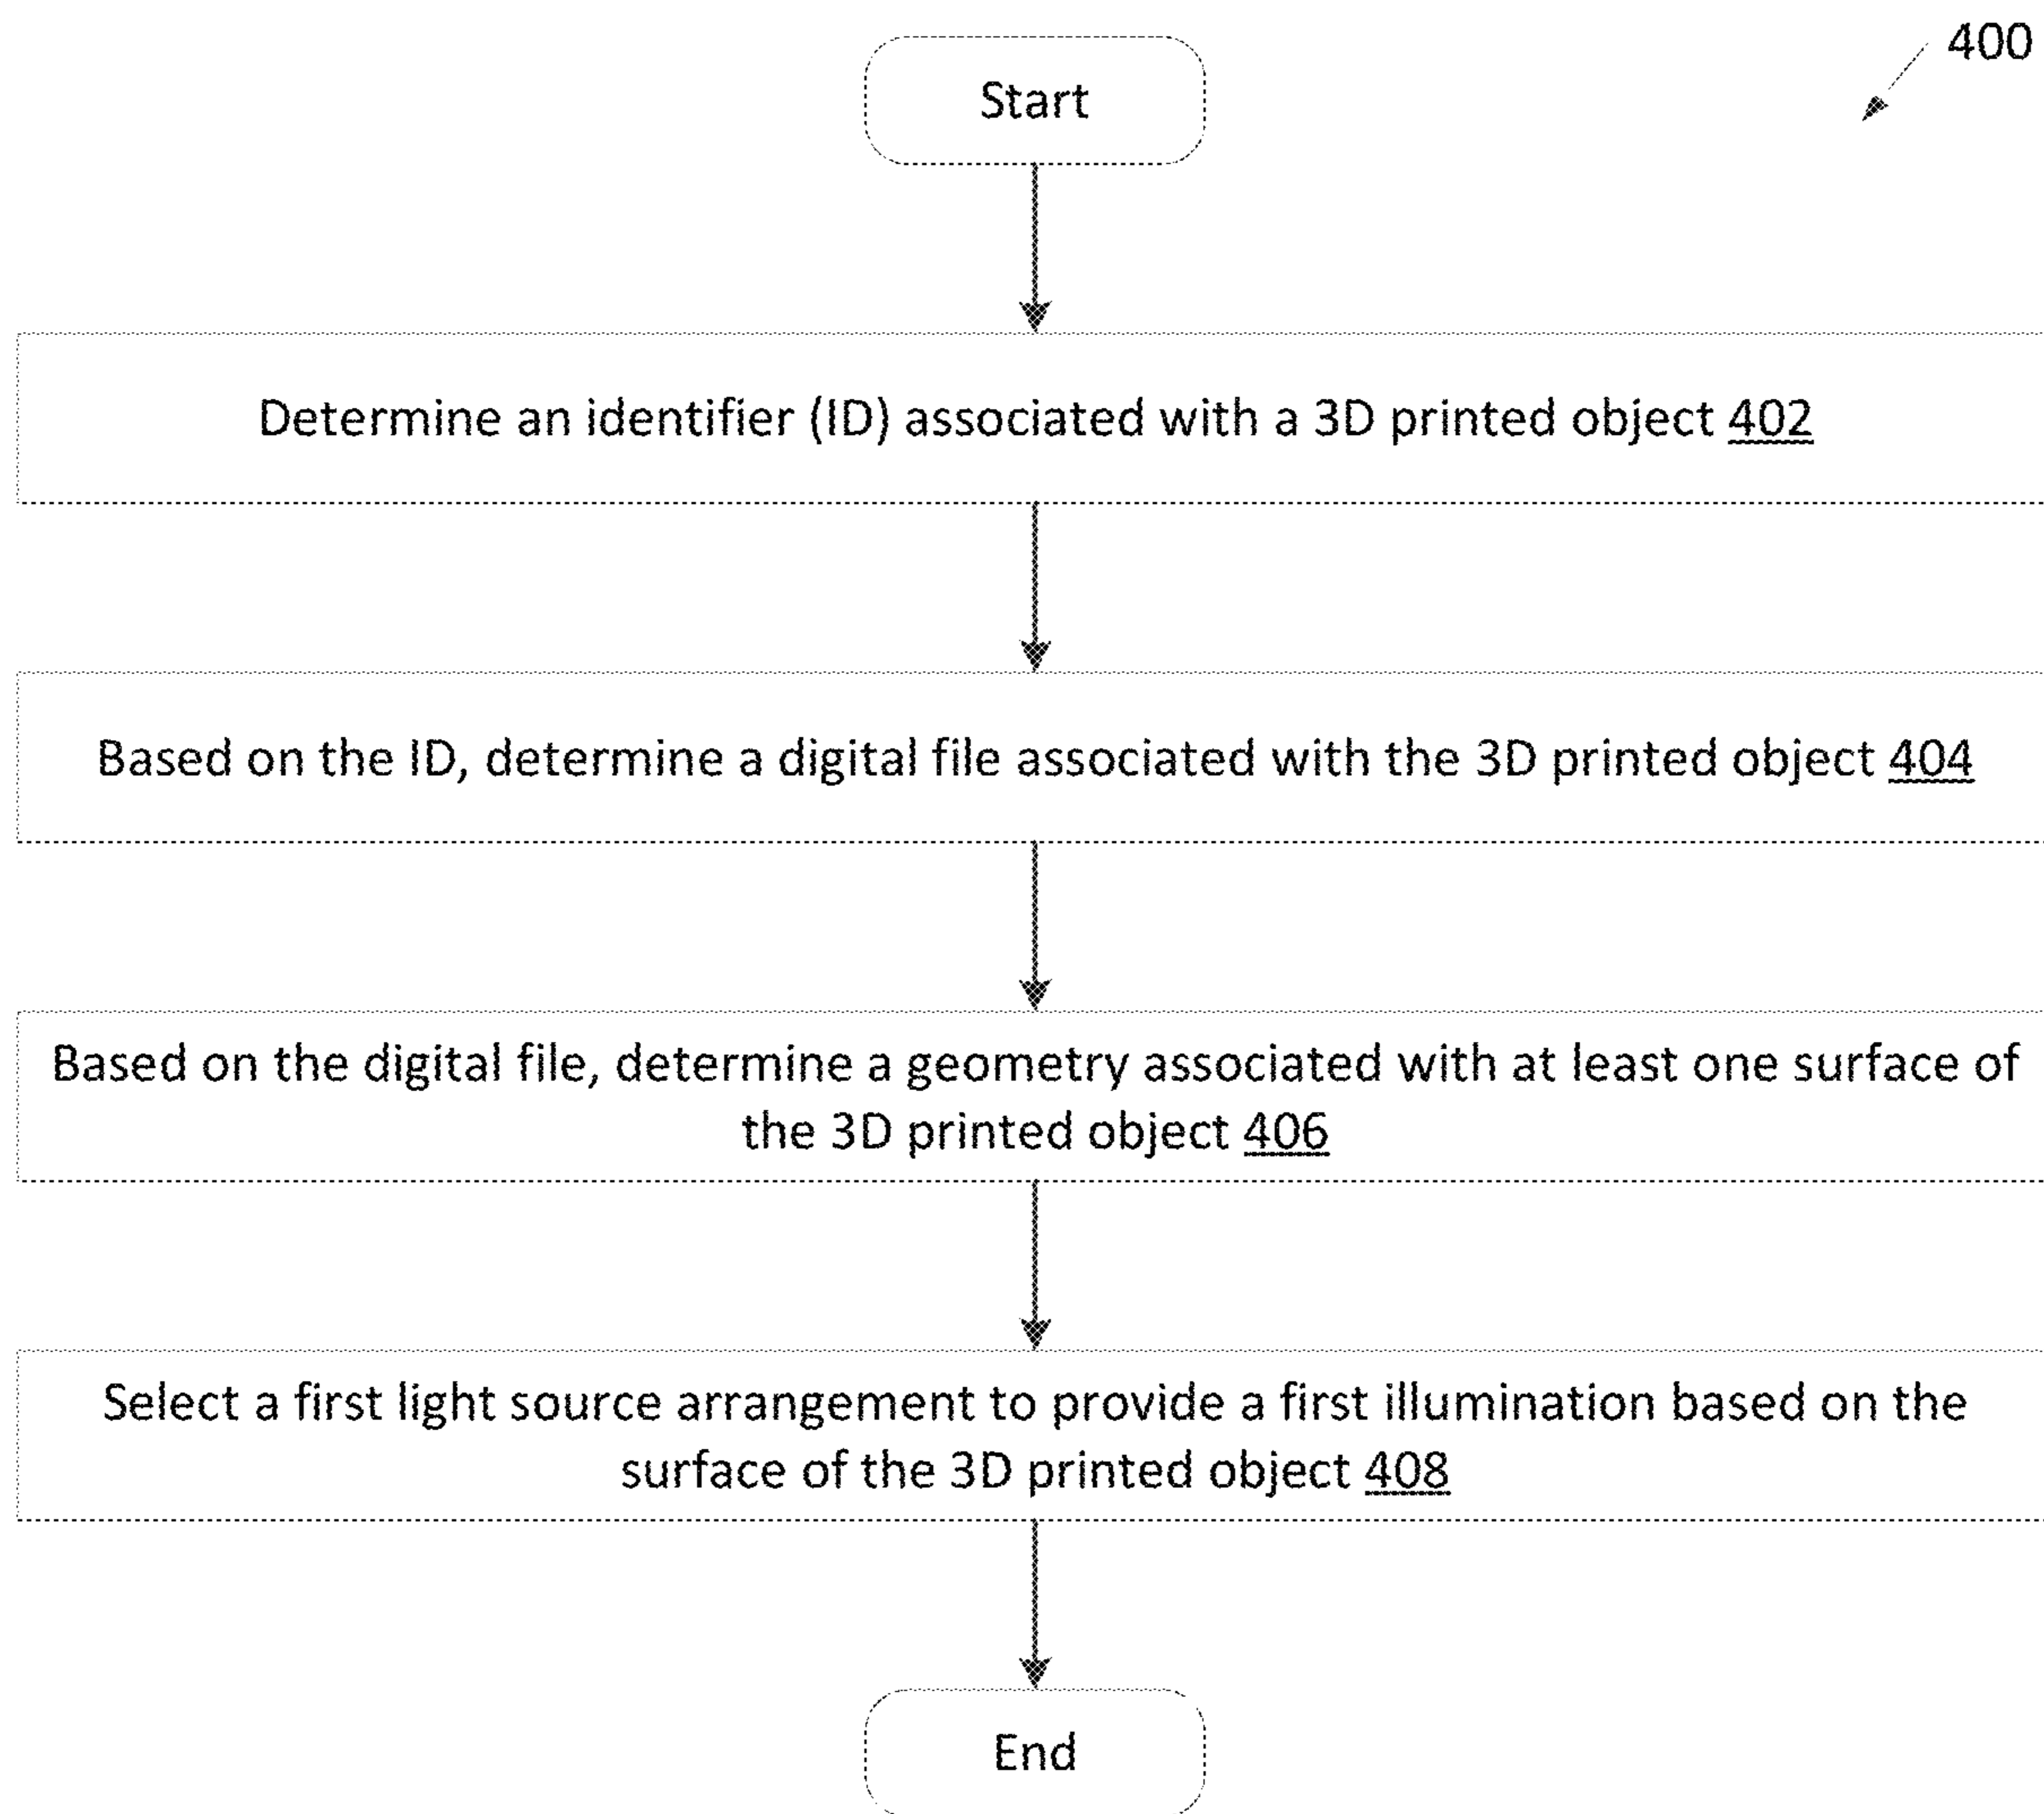 400
Start
Determine an identifier (ID) associated with a 3D printed object 402
Based on the ID, determine a digital file associated with the 3D printed object 404
Based on the digital file, determine a geometry associated with at least one surface of
the 3D printed object 406
Select a first light source arrangement to provide a first illumination based on the
surface of the 3D printed object 408
End